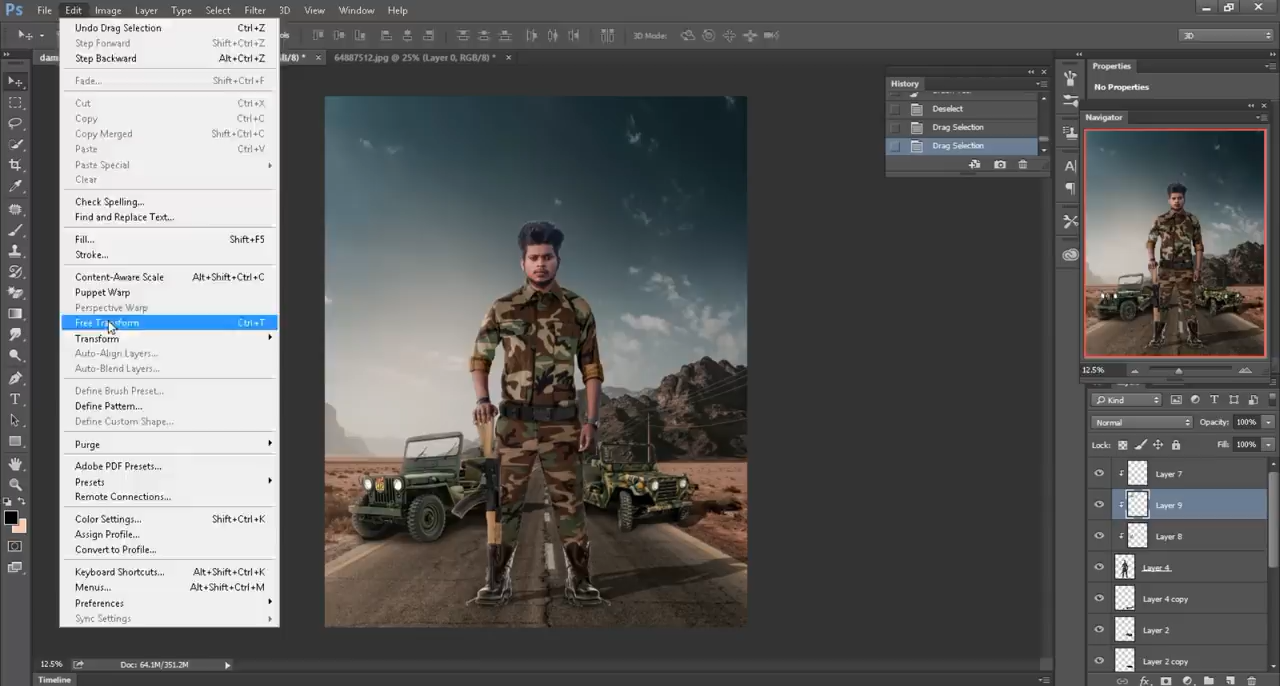 Ps File Edit Image Layer Type Select Filter 3D View Window Help
3D Mode:
3D
64887512.jpg @ 25% (Layer 0, RGB/8) *
Undo Drag Selection Ctrl+Z
Step Forward Shift+Ctrl+Z
Step Backward Alt+Ctrl+Z
Fade... Shift+Ctrl+F
Cut Ctrl+X
Copy Ctrl+C
Copy Merged Shift+Ctrl+C
Paste Ctrl+V
Paste Special
Clear
Check Spelling...
Find and Replace Text...
Fill... Shift+F5
Stroke...
Content-Aware Scale Alt+Shift+Ctrl+C
Puppet Warp
Perspective Warp
Free Transform Ctrl+T
Transform
Auto-Align Layers...
Auto-Blend Layers...
Define Brush Preset...
Define Pattern...
Define Custom Shape...
Purge
Adobe PDF Presets...
Presets
Remote Connections...
Color Settings... Shift+Ctrl+K
Assign Profile...
Convert to Profile...
Keyboard Shortcuts... Alt+Shift+Ctrl+K
Menus... Alt+Shift+Ctrl+M
Preferences
Sync Settings
12.5% Doc: 64.1M/351.2M
Timeline
History
Deselect
Drag Selection
Drag Selection
Properties
No Properties
Navigator
12.5%
Kind
Normal Opacity: 100%
Lock: Fill: 100%
Layer 7
Layer 9
Layer 8
Layer 4
Layer 4 copy
Layer 2
Layer 2 copy